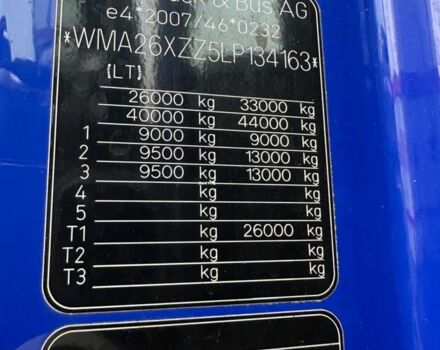 & Bus AG
e4*2007/46*0232
*WMA26XZZ5LP134163*
(LT)
26000 kg 33000 kg
40000 kg 44000 kg
1 9000 kg 9000 kg
2 9500 kg 13000 kg
3 9500 kg 13000 kg
4 kg kg
5 kg kg
T1 kg 26000 kg
T2 kg kg
T3 kg kg